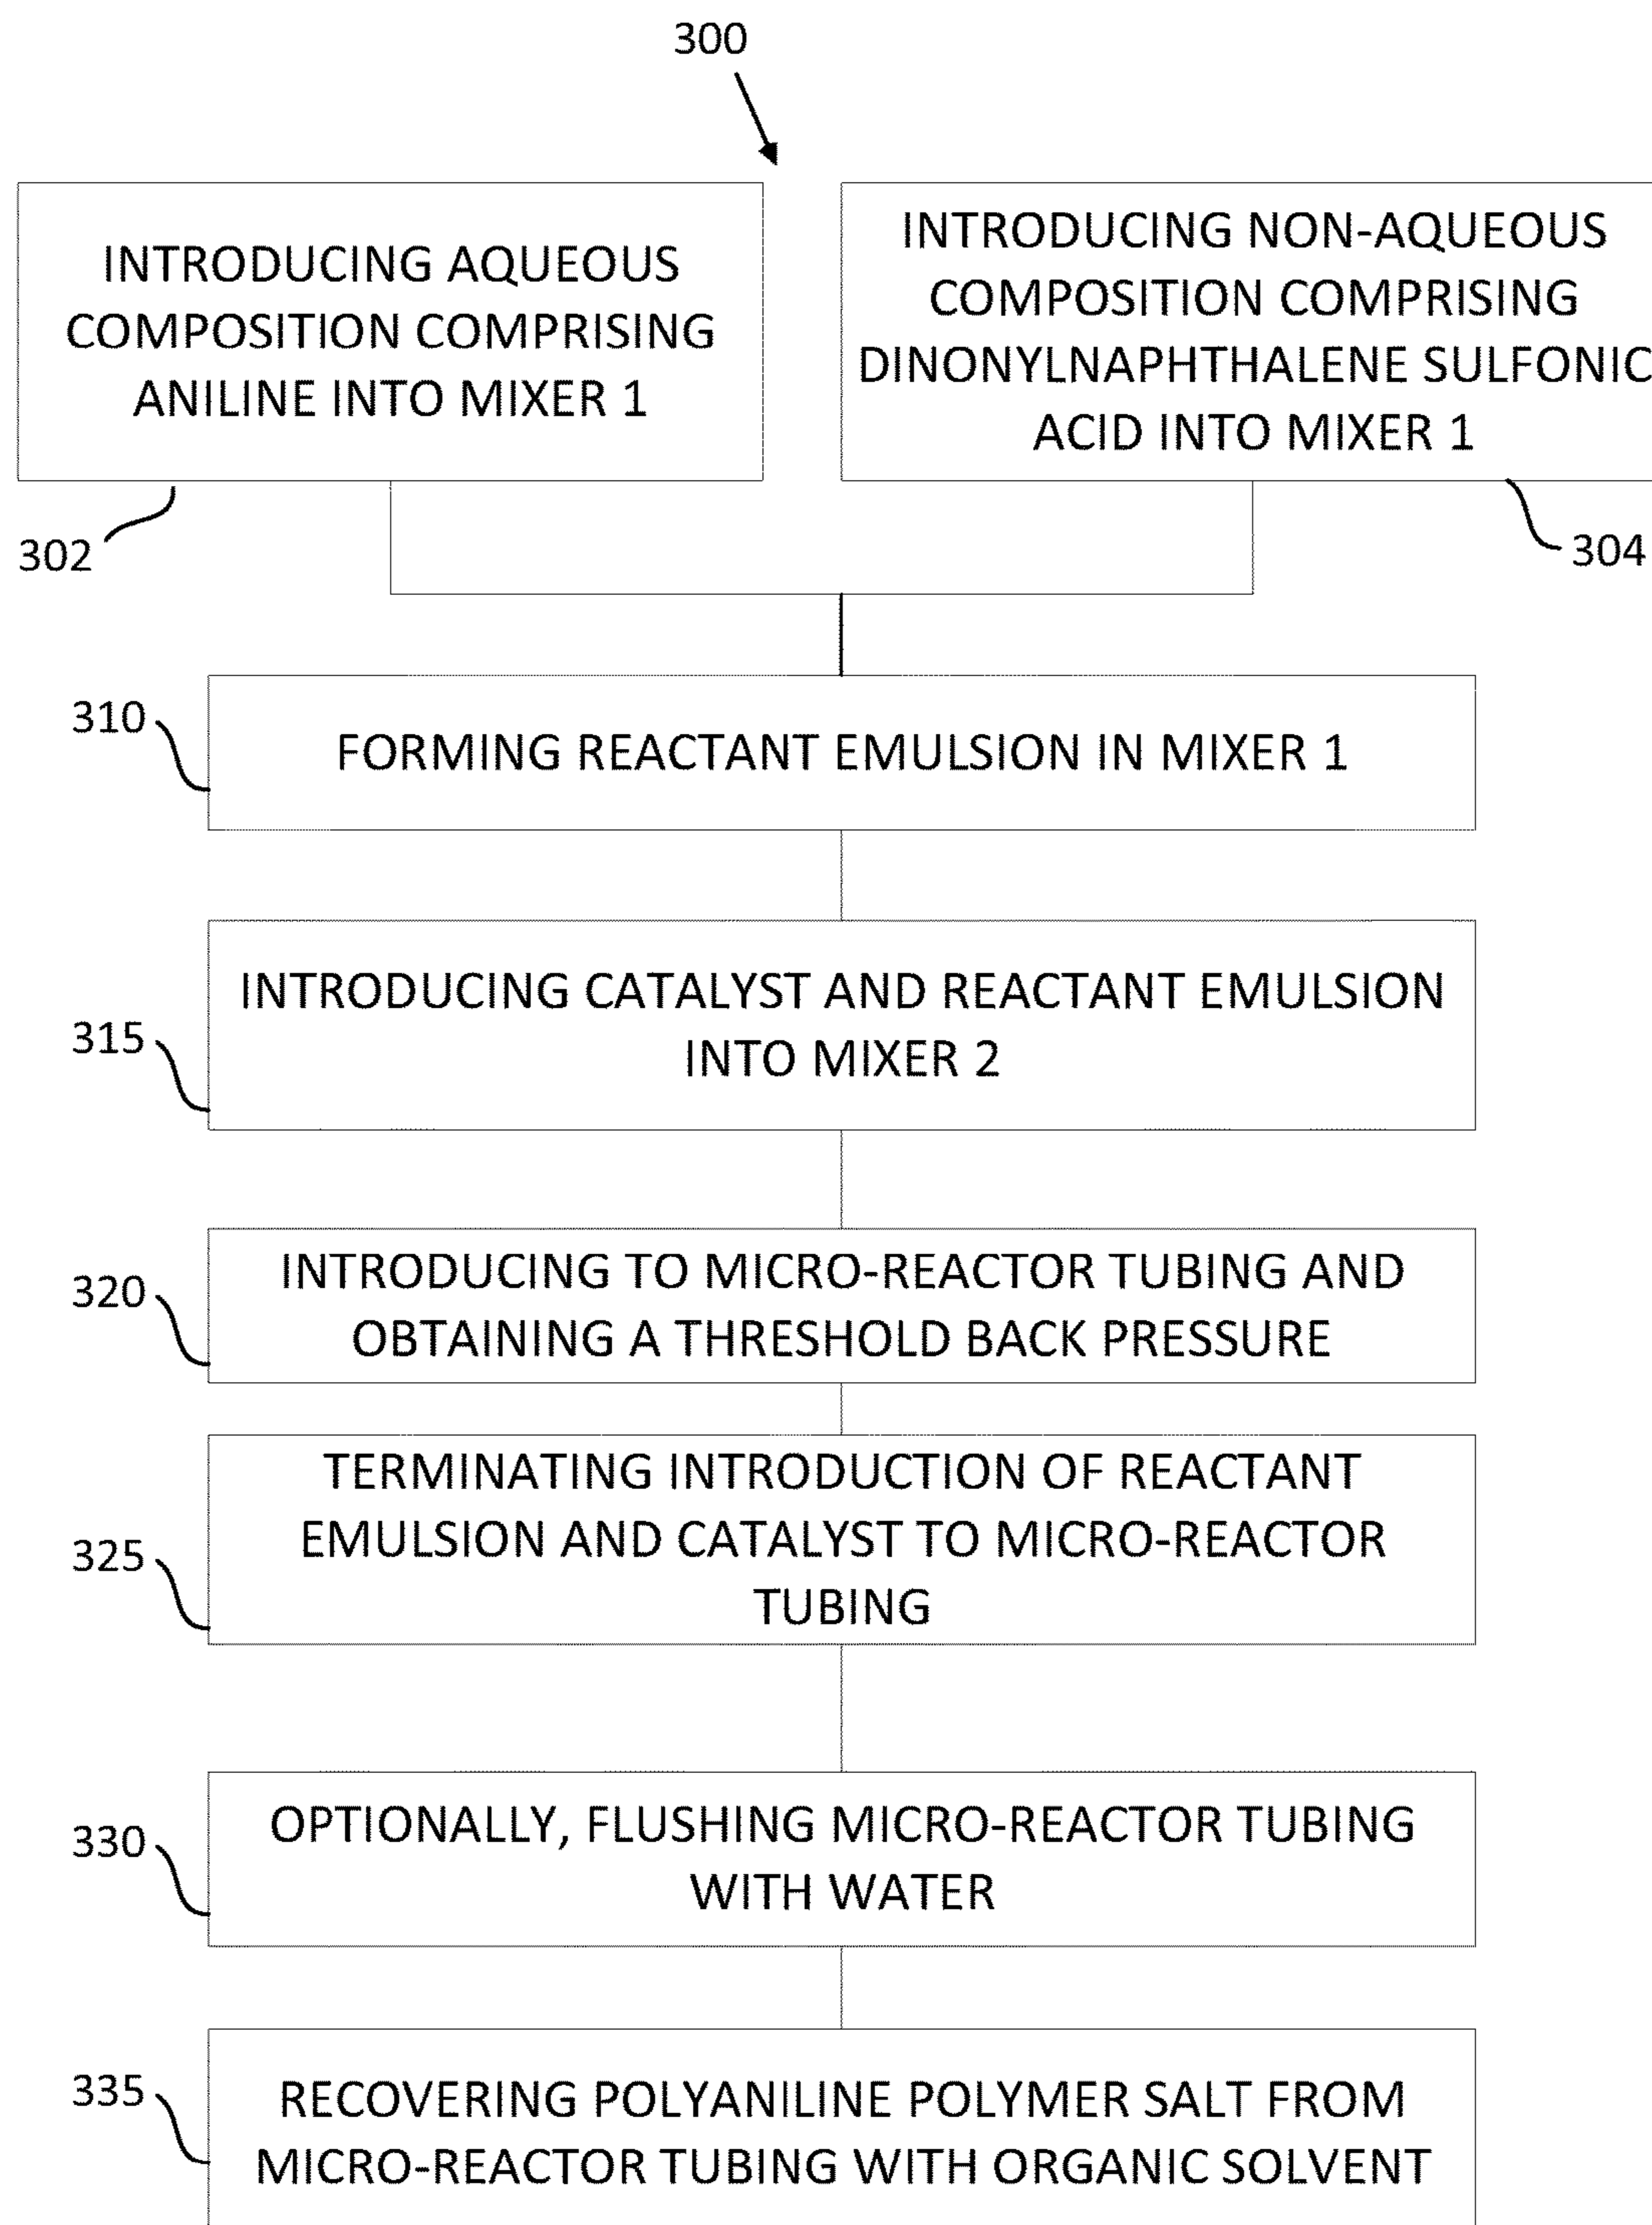 300
INTRODUCING AQUEOUS
COMPOSITION COMPRISING
ANILINE INTO MIXER 1
302
INTRODUCING NON-AQUEOUS
COMPOSITION COMPRISING
DINONYLNAPHTHALENE SULFONIC
ACID INTO MIXER 1
304
310
FORMING REACTANT EMULSION IN MIXER 1
315
INTRODUCING CATALYST AND REACTANT EMULSION
INTO MIXER 2
320
INTRODUCING TO MICRO-REACTOR TUBING AND
OBTAINING A THRESHOLD BACK PRESSURE
325
TERMINATING INTRODUCTION OF REACTANT
EMULSION AND CATALYST TO MICRO-REACTOR
TUBING
330
OPTIONALLY, FLUSHING MICRO-REACTOR TUBING
WITH WATER
335
RECOVERING POLYANILINE POLYMER SALT FROM
MICRO-REACTOR TUBING WITH ORGANIC SOLVENT